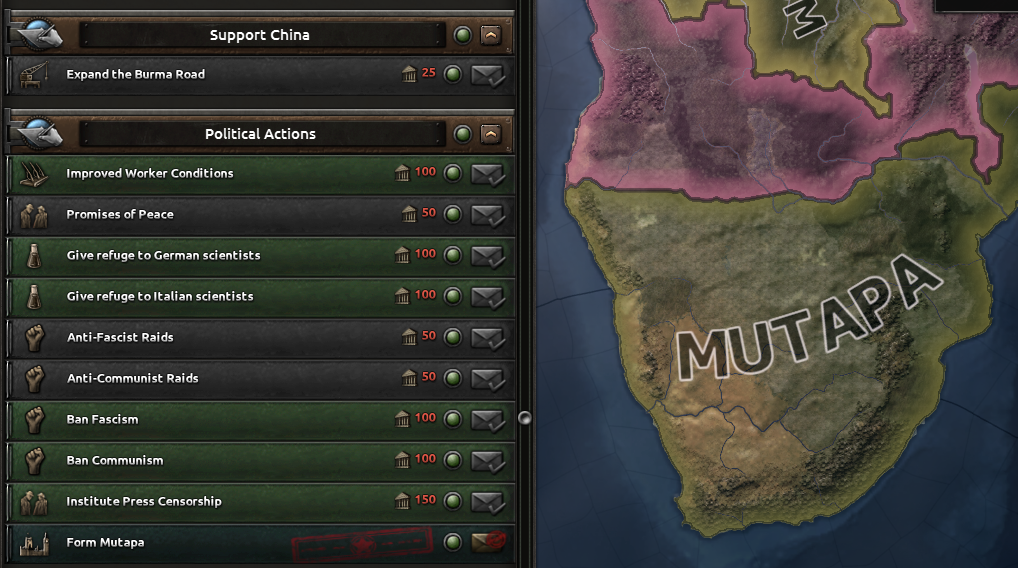 Support China
Expand the Burma Road 25
Political Actions
Improved Worker Conditions 100
Promises of Peace 50
Give refuge to German scientists 100
Give refuge to Italian scientists 100
Anti-Fascist Raids 50
Anti-Communist Raids 50
Ban Fascism 100
Ban Communism 100
Institute Press Censorship 150
Form Mutapa
M
MUTAPA